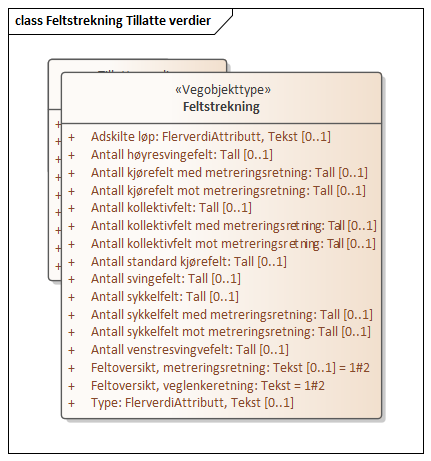 class Feltstrekning Tillatte verdier
«Vegobjekttype»
Feltstrekning
+ Adskilte løp: FlerverdiAttributt, Tekst [0..1]
+ Antall høyresvingefelt: Tall [0..1]
+ Antall kjørefelt med metreringsretning: Tall [0..1]
+ Antall kjørefelt mot metreringsretning: Tall [0..1]
+ Antall kollektivfelt: Tall [0..1]
+ Antall kollektivfelt med metreringsretning: Tall [0..1]
+ Antall kollektivfelt mot metreringsretning: Tall [0..1]
+ Antall standard kjørefelt: Tall [0..1]
+ Antall svingefelt: Tall [0..1]
+ Antall sykkelfelt: Tall [0..1]
+ Antall sykkelfelt med metreringsretning: Tall [0..1]
+ Antall sykkelfelt mot metreringsretning: Tall [0..1]
+ Antall venstresvingvefelt: Tall [0..1]
+ Feltoversikt, metreringsretning: Tekst [0..1] = 1#2
+ Feltoversikt, veglenkeretning: Tekst = 1#2
+ Type: FlerverdiAttributt, Tekst [0..1]